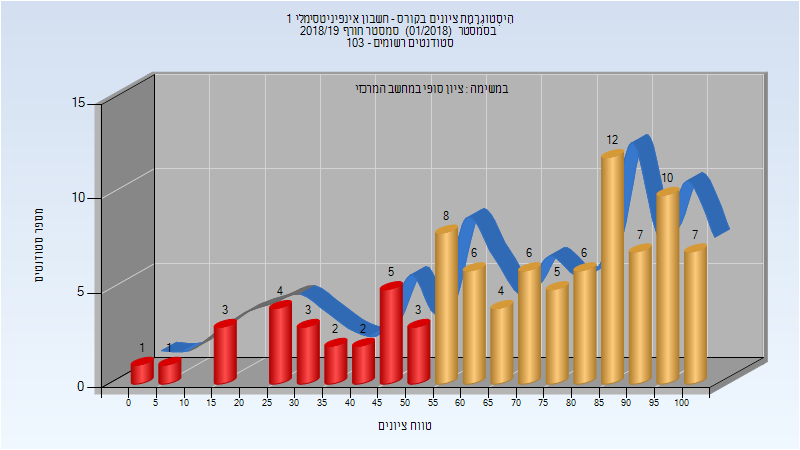 היסטוגרמת ציונים בקורס - חשבון אינפיניטסימלי 1
בסמסטר (01/2018) סמסטר חורף 2018/19
סטודנטים רשומים - 103
במשימה : ציון סופי במחשב המרכזי
15
10
5
0
מספר סטודנטים
1 1 3 4 3 2 2 5 3 8 6 4 6 5 6 12 7 10 7
0 5 10 15 20 25 30 35 40 45 50 55 60 65 70 75 80 85 90 95 100
טווח ציונים